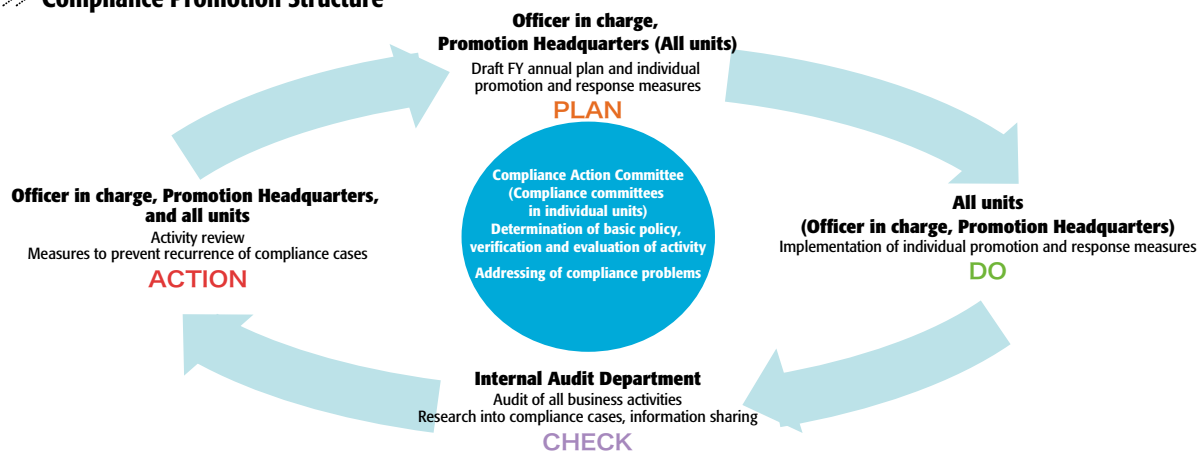 Compliance Promotion Structure
Officer in charge,
Promotion Headquarters (All units)
Draft FY annual plan and individual
promotion and response measures
PLAN
Compliance Action Committee
(Compliance committees
in individual units)
Determination of basic policy,
verification and evaluation of activity
Addressing of compliance problems
Officer in charge, Promotion Headquarters,
and all units
Activity review
Measures to prevent recurrence of compliance cases
ACTION
All units
(Officer in charge, Promotion Headquarters)
Implementation of individual promotion and response measures
DO
Internal Audit Department
Audit of all business activities
Research into compliance cases, information sharing
CHECK